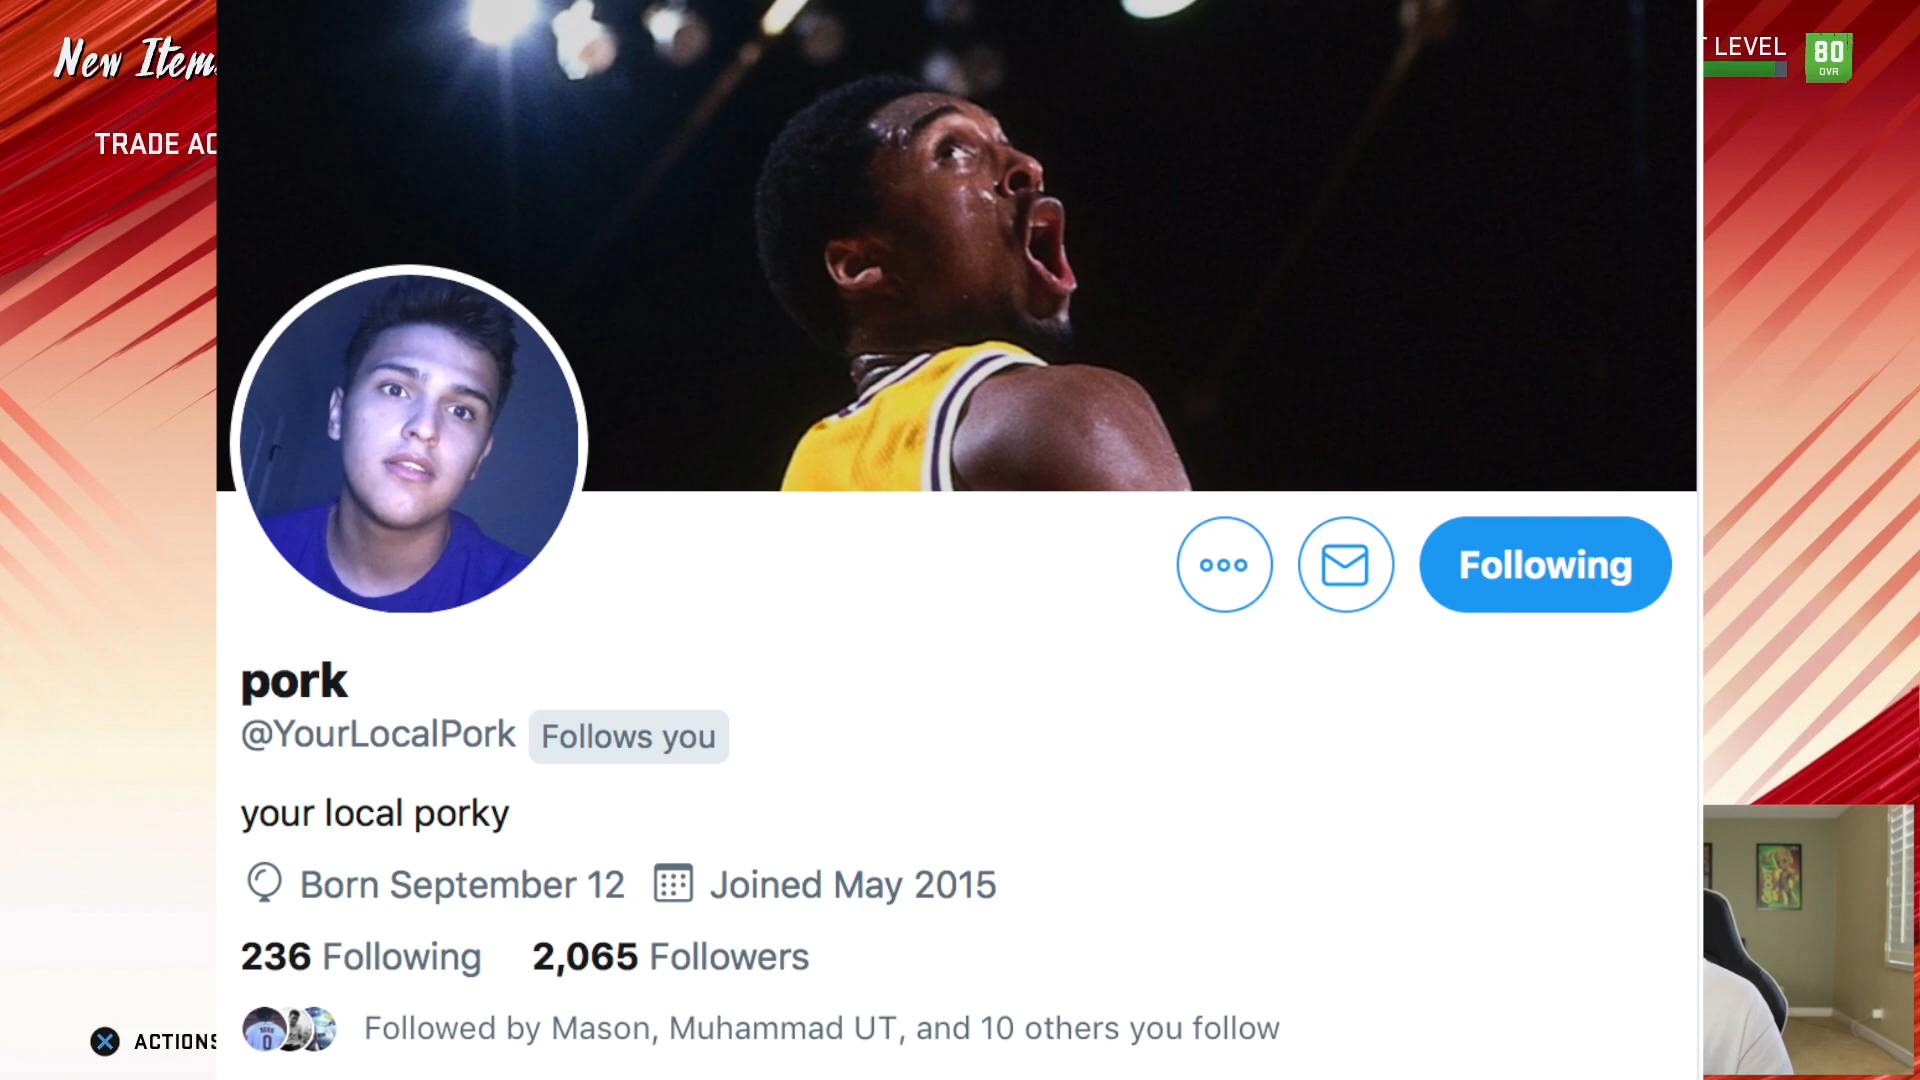 New Item
T LEVEL
80
OVR
TRADE AC
Following
pork
@YourLocalPork Follows you
your local porky
Born September 12 Joined May 2015
236 Following 2,065 Followers
Followed by Mason, Muhammad UT, and 10 others you follow
ACTIONS